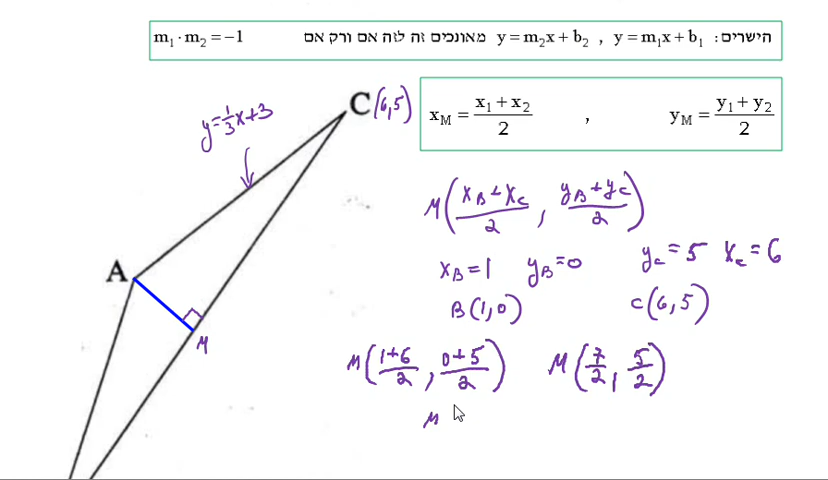 הישרים: y = m₁x + b₁ , y = m₂x + b₂ מאונכים זה לזה אם ורק אם m₁ · m₂ = −1
y=1/3x+3
C(6,5)
x_M = (x₁ + x₂)/2 , y_M = (y₁ + y₂)/2
M((x_B+x_C)/2, (y_B+y_C)/2)
x_B=1 y_B=0 y_C=5 x_C=6
A
B(1,0) C(6,5)
M
M((1+6)/2, (0+5)/2) M(7/2, 5/2)
M